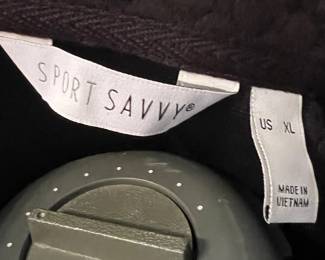 SPORT SAVVY®
US XL
MADE IN
VIETNAM